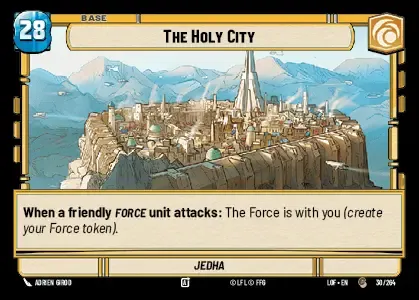 BASE
28
THE HOLY CITY
When a friendly FORCE unit attacks: The Force is with you (create
your Force token).
JEDHA
ADRIEN GIROD
A
© LFL © FFG
LOF • EN
30/264